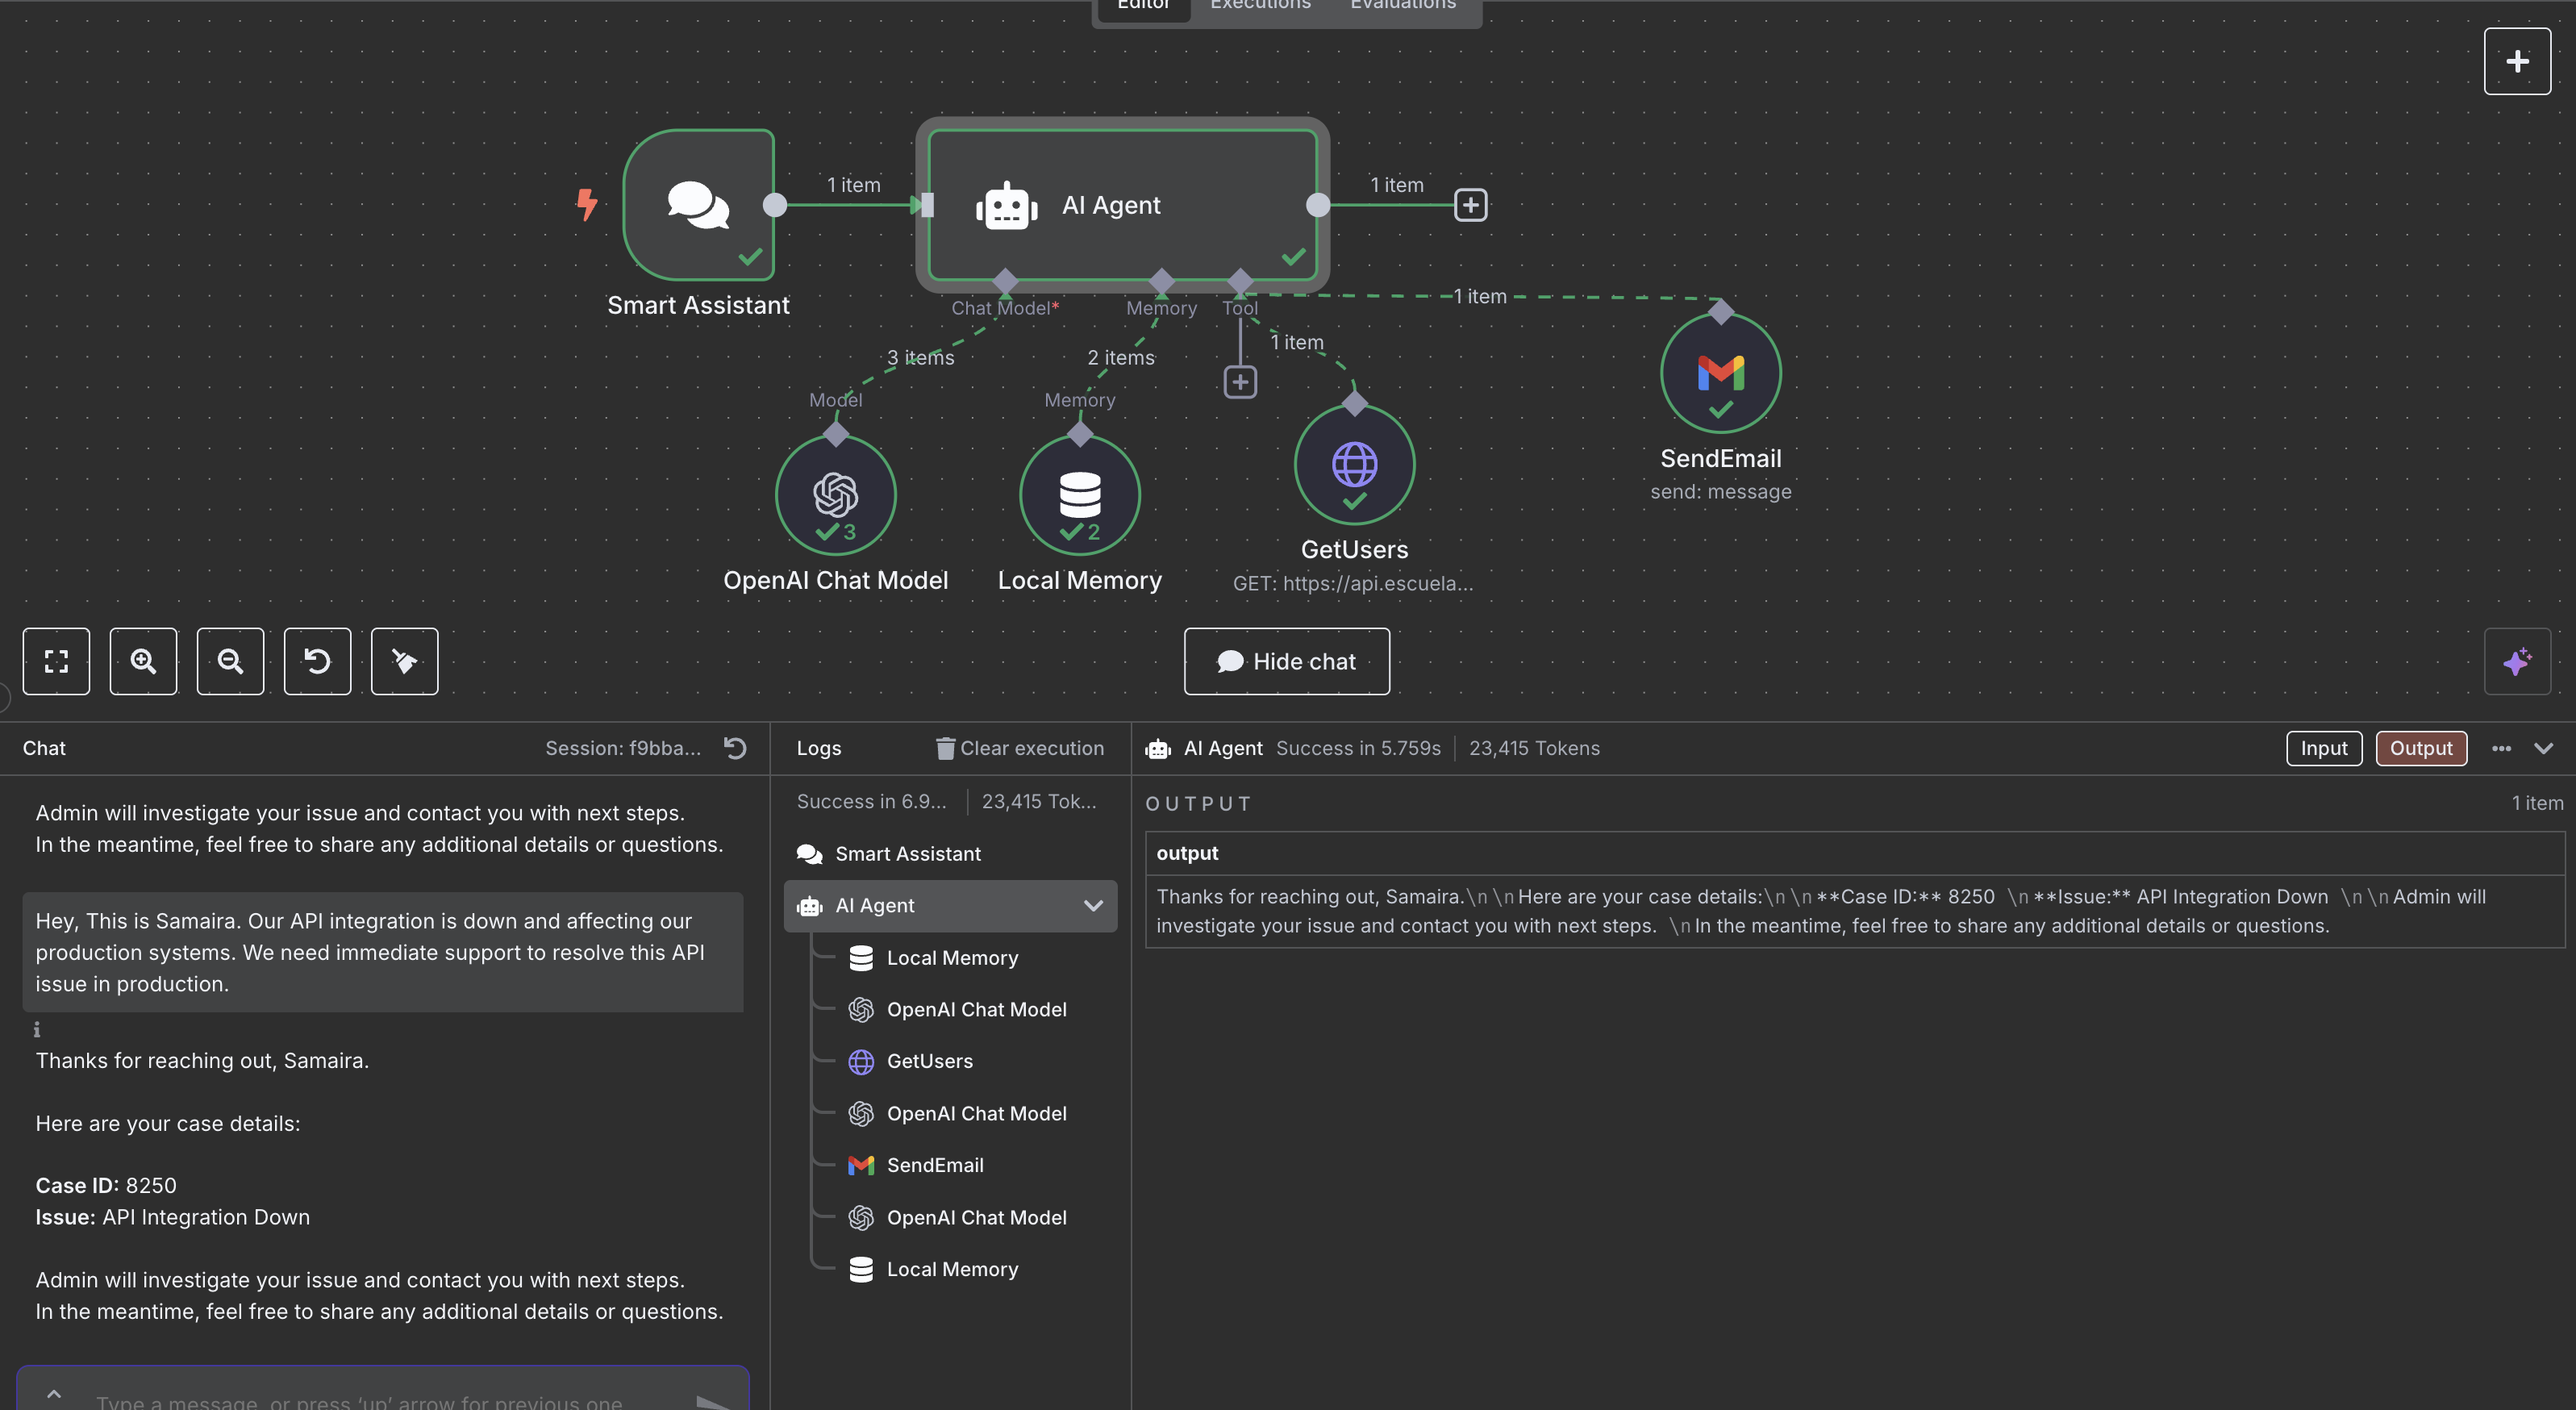 Editor Executions Evaluations
1 item
AI Agent
1 item
Smart Assistant
Chat Model*
Memory
Tool
1 item
3 items
2 items
1 item
Model
Memory
SendEmail
send: message
3
2
GetUsers
OpenAI Chat Model
Local Memory
GET: https://api.escuela...
Hide chat
Chat
Session: f9bba...
Admin will investigate your issue and contact you with next steps.
In the meantime, feel free to share any additional details or questions.
Hey, This is Samaira. Our API integration is down and affecting our
production systems. We need immediate support to resolve this API
issue in production.
Thanks for reaching out, Samaira.
Here are your case details:
Case ID: 8250
Issue: API Integration Down
Admin will investigate your issue and contact you with next steps.
In the meantime, feel free to share any additional details or questions.
Type a message, or press ‘up’ arrow for previous one
Logs
Clear execution
Success in 6.9... 23,415 Tok...
Smart Assistant
AI Agent
Local Memory
OpenAI Chat Model
GetUsers
OpenAI Chat Model
SendEmail
OpenAI Chat Model
Local Memory
AI Agent Success in 5.759s 23,415 Tokens
Input
Output
OUTPUT
1 item
output
Thanks for reaching out, Samaira.\n\nHere are your case details:\n\n**Case ID:** 8250 \n**Issue:** API Integration Down \n\nAdmin will
investigate your issue and contact you with next steps. \nIn the meantime, feel free to share any additional details or questions.